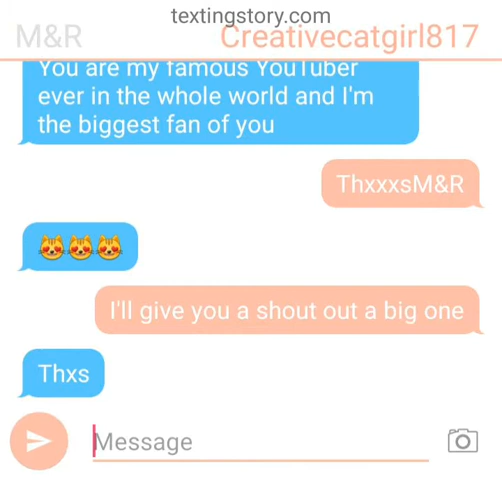 textingstory.com
M&R
Creativecatgirl817
You are my famous YouTuber
ever in the whole world and I'm
the biggest fan of you
ThxxxsM&R
I'll give you a shout out a big one
Thxs
Message